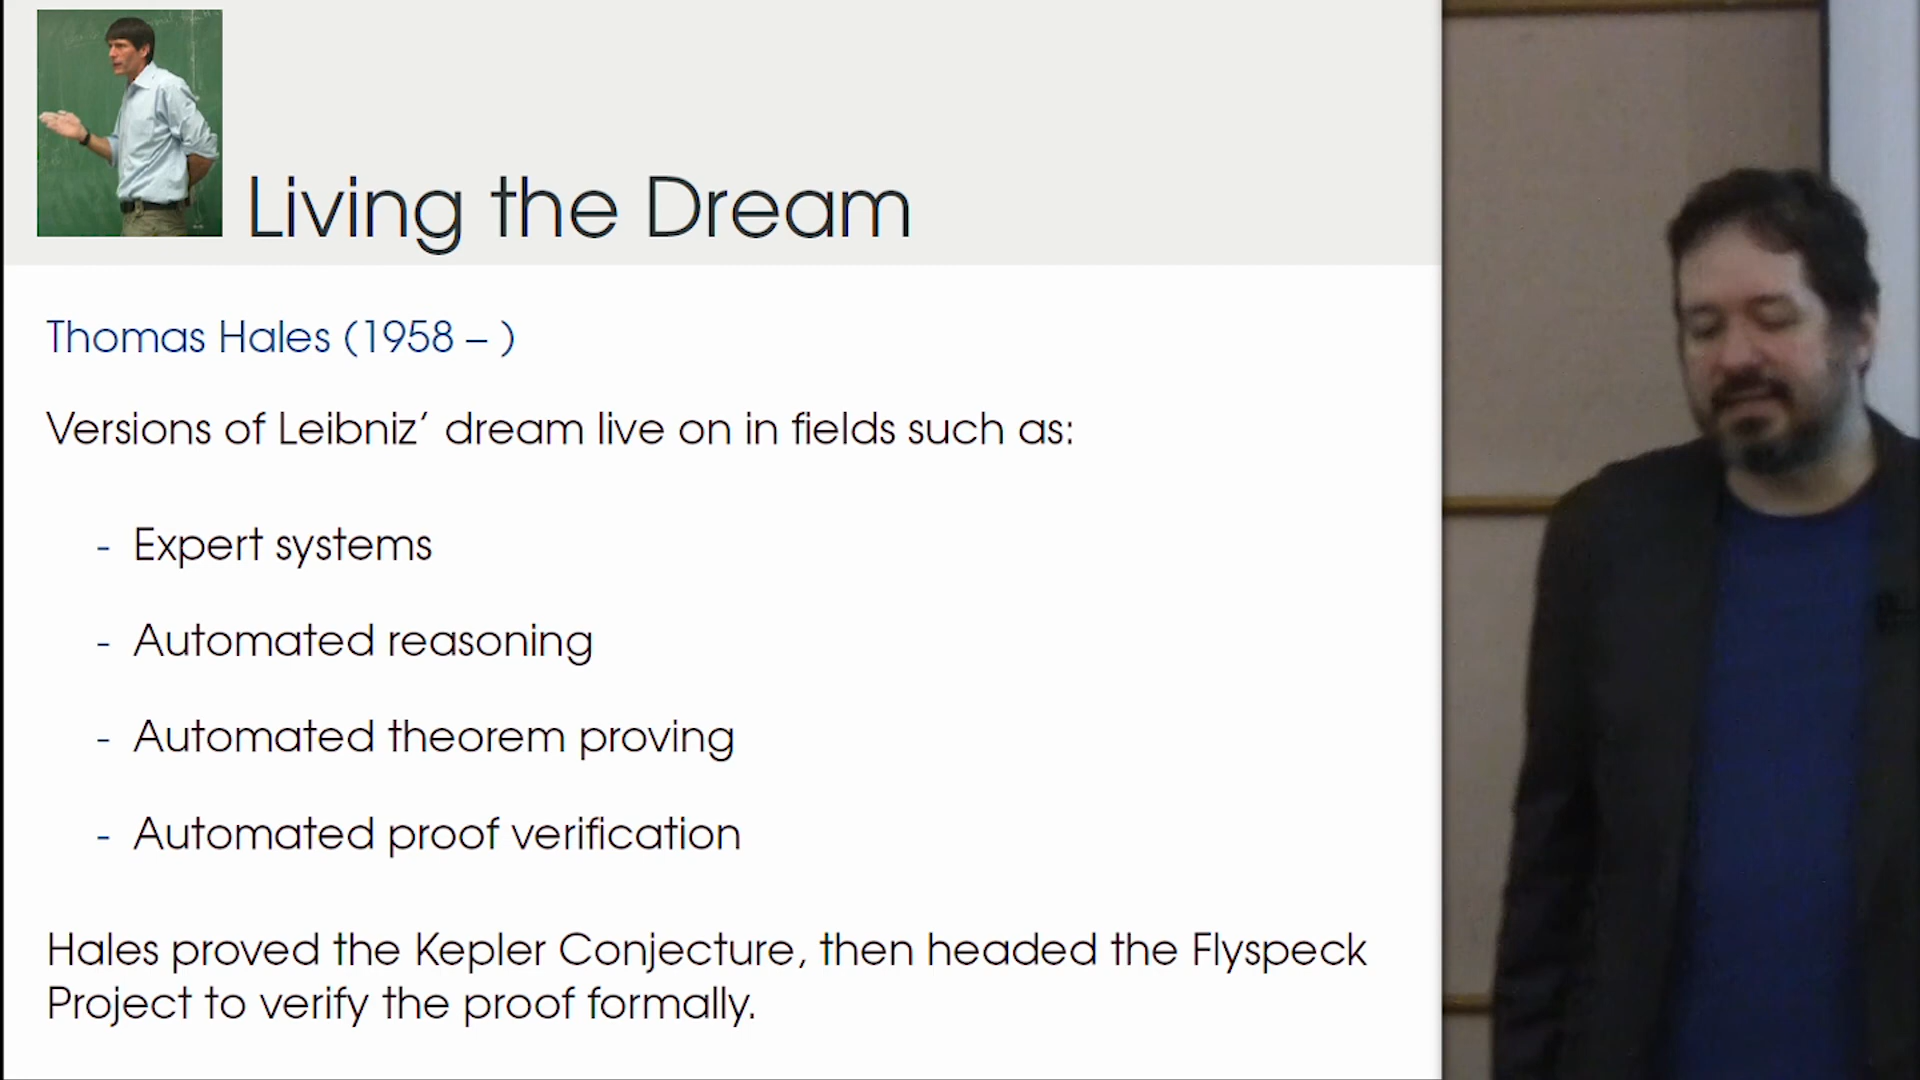 Living the Dream
Thomas Hales (1958 – )
Versions of Leibniz’ dream live on in fields such as:
- Expert systems
- Automated reasoning
- Automated theorem proving
- Automated proof verification
Hales proved the Kepler Conjecture, then headed the Flyspeck
Project to verify the proof formally.